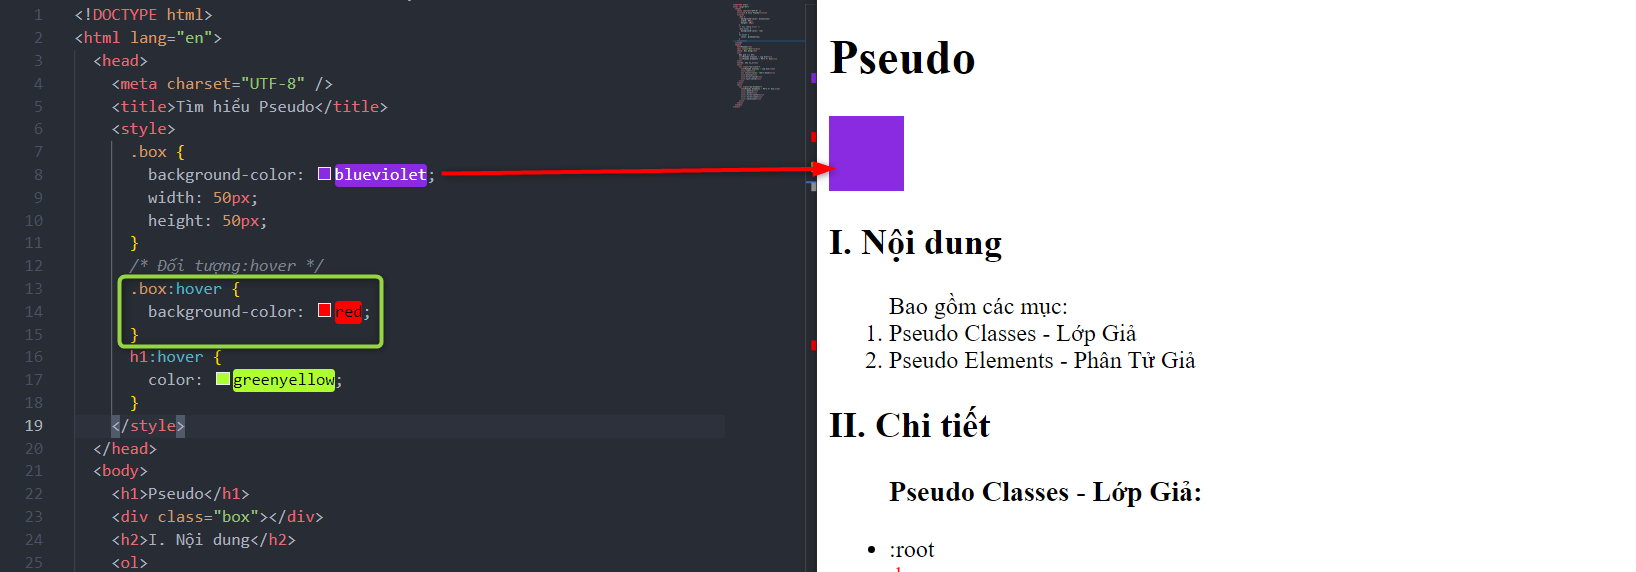 1 <!DOCTYPE html>
2 <html lang="en">
3 <head>
4 <meta charset="UTF-8" />
5 <title>Tìm hiểu Pseudo</title>
6 <style>
7 .box {
8 background-color: blueviolet;
9 width: 50px;
10 height: 50px;
11 }
12 /* Đối tượng:hover */
13 .box:hover {
14 background-color: red;
15 }
16 h1:hover {
17 color: greenyellow;
18 }
19 </style>
20 </head>
21 <body>
22 <h1>Pseudo</h1>
23 <div class="box"></div>
24 <h2>I. Nội dung</h2>
25 <ol>
Pseudo
I. Nội dung
Bao gồm các mục:
1. Pseudo Classes - Lớp Giả
2. Pseudo Elements - Phân Tử Giả
II. Chi tiết
Pseudo Classes - Lớp Giả:
• :root